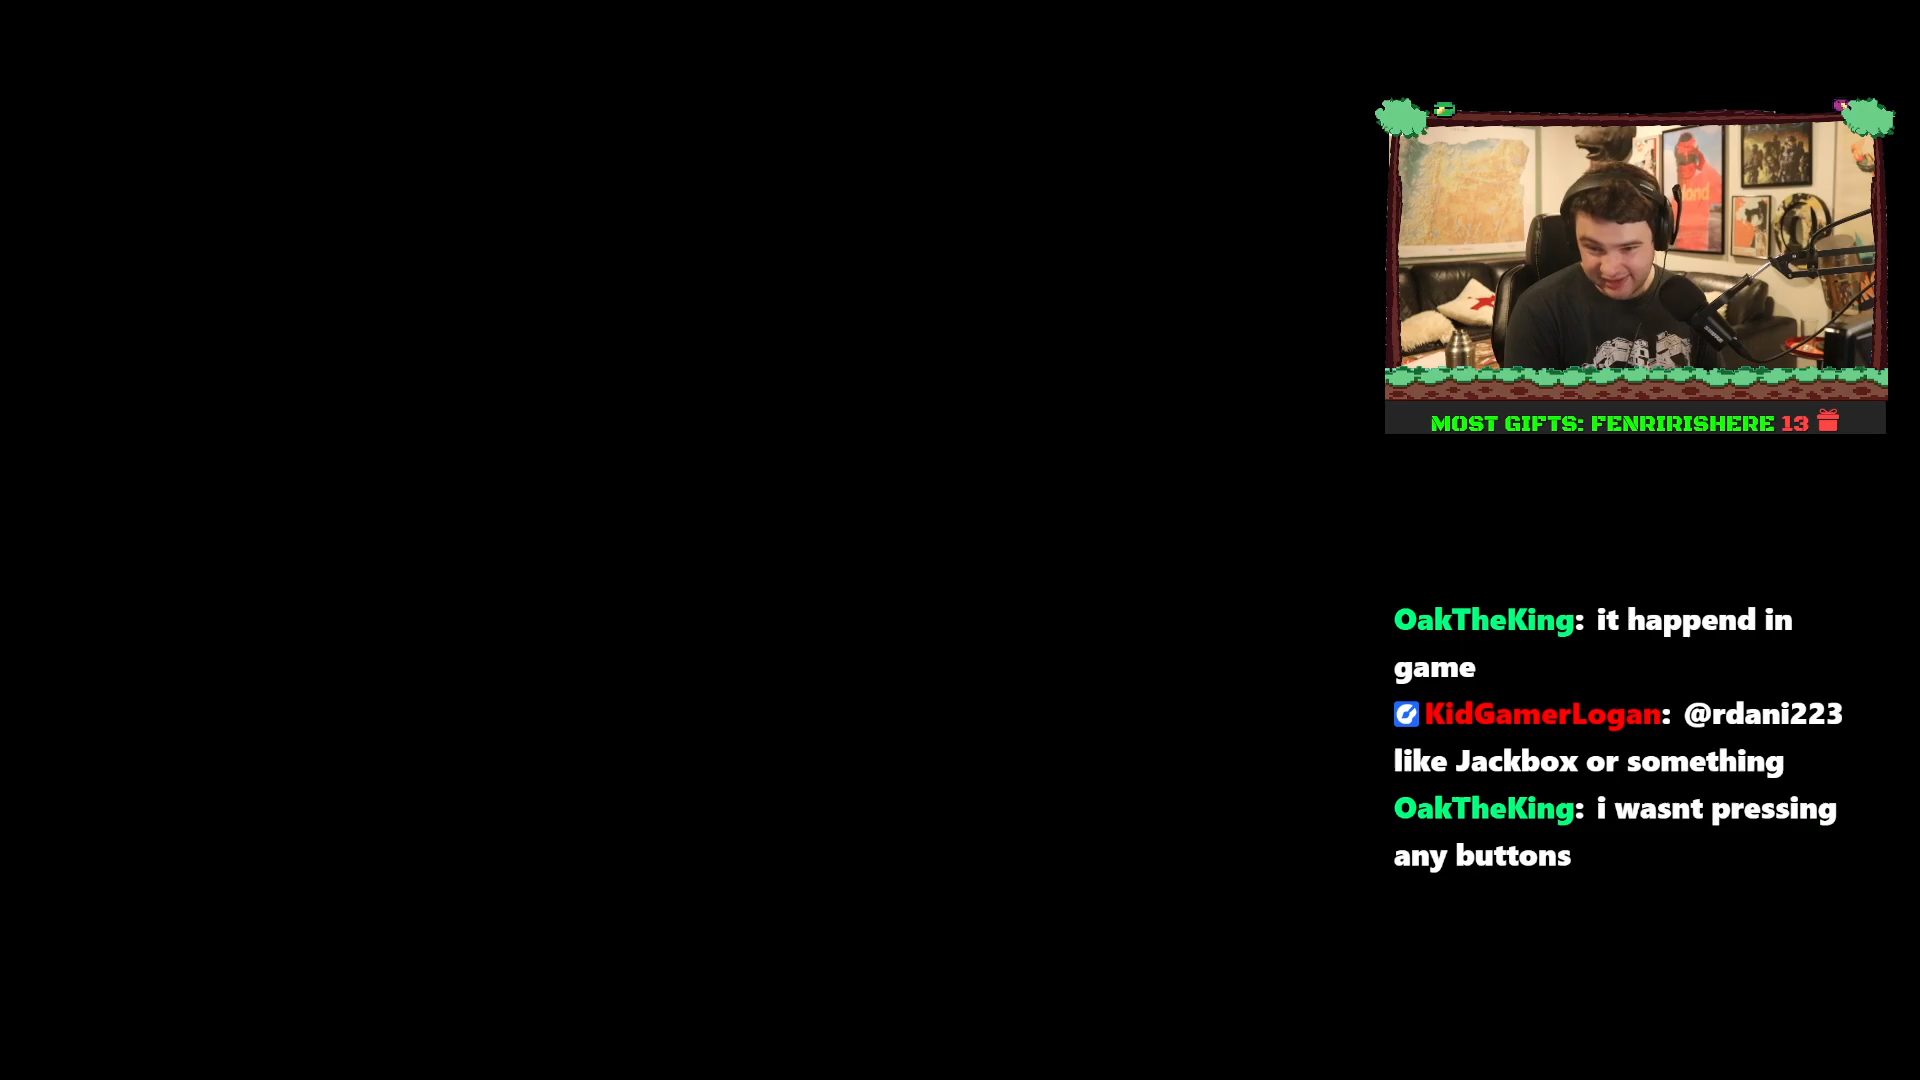 lond
MOST GIFTS: FENRIRISHERE 13
OakTheKing: it happend in
game
KidGamerLogan: @rdani223
like Jackbox or something
OakTheKing: i wasnt pressing
any buttons